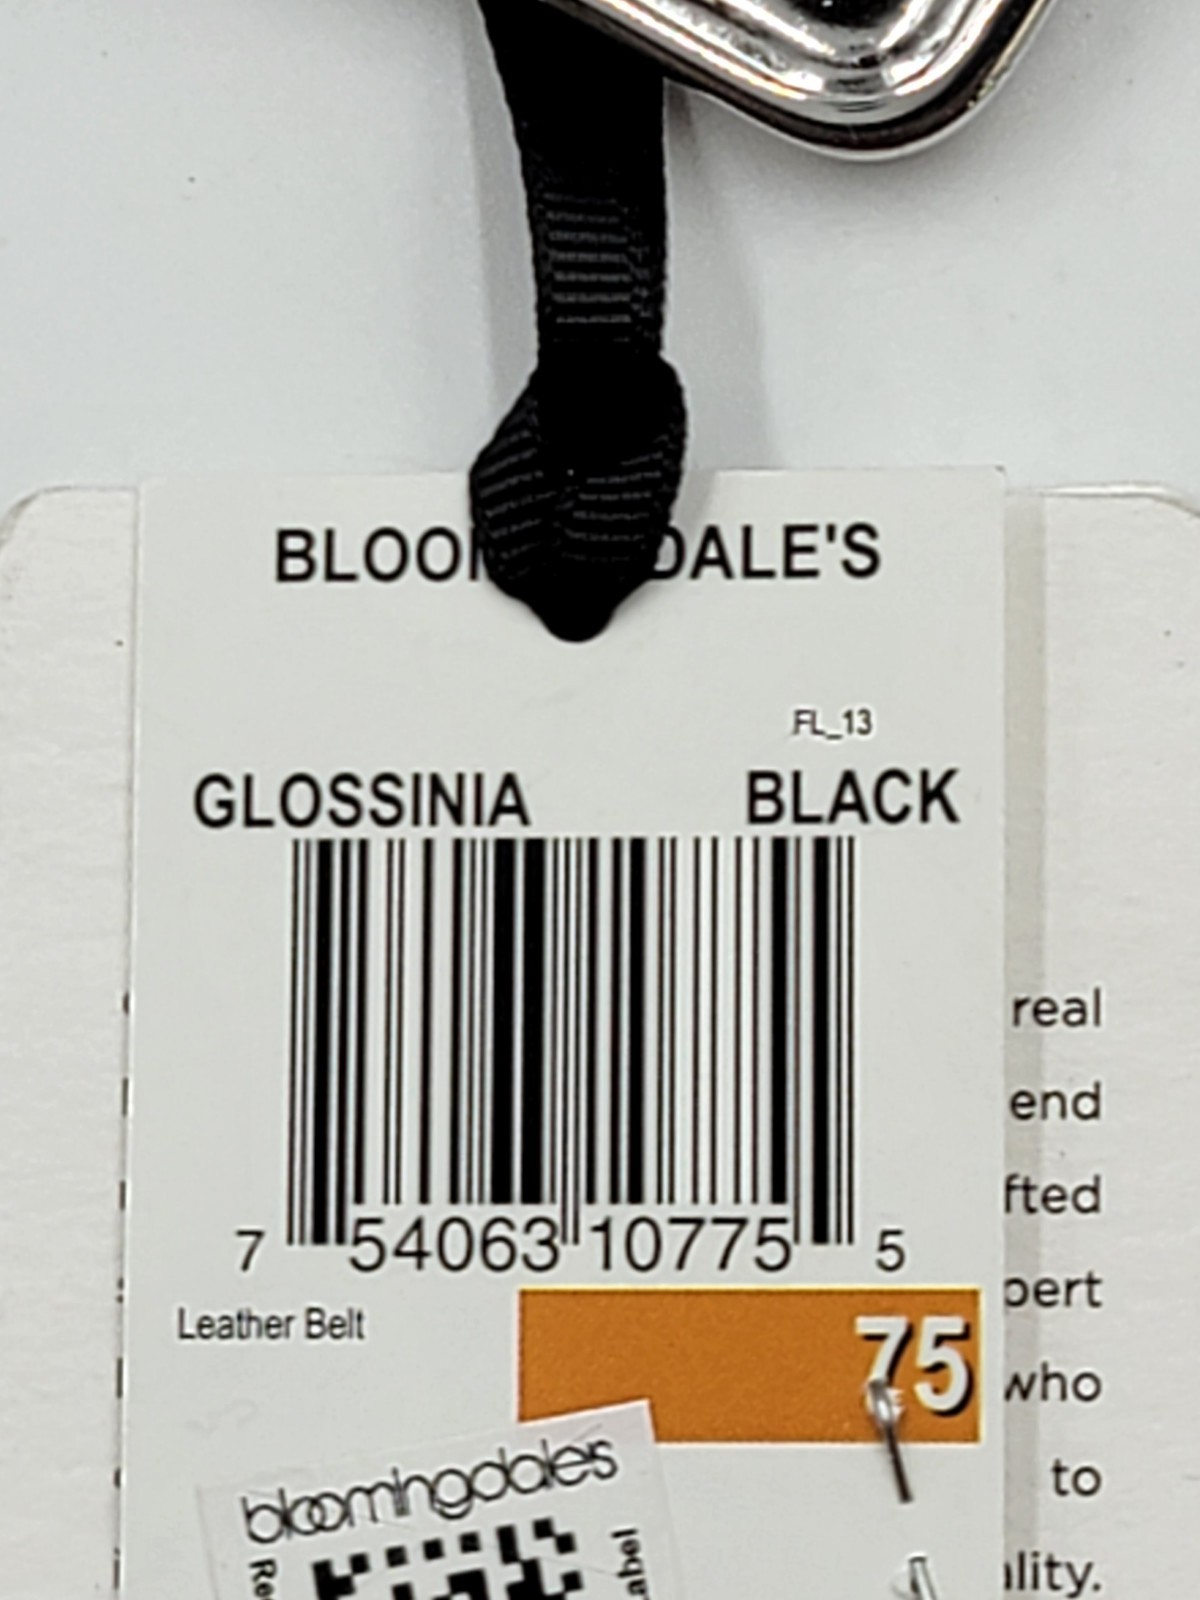 BLOOM DALE'S
FL_13
GLOSSINIA BLACK
7 54063 10775 5
Leather Belt
75
bloomingdales
real
end
fted
pert
who
to
ality.